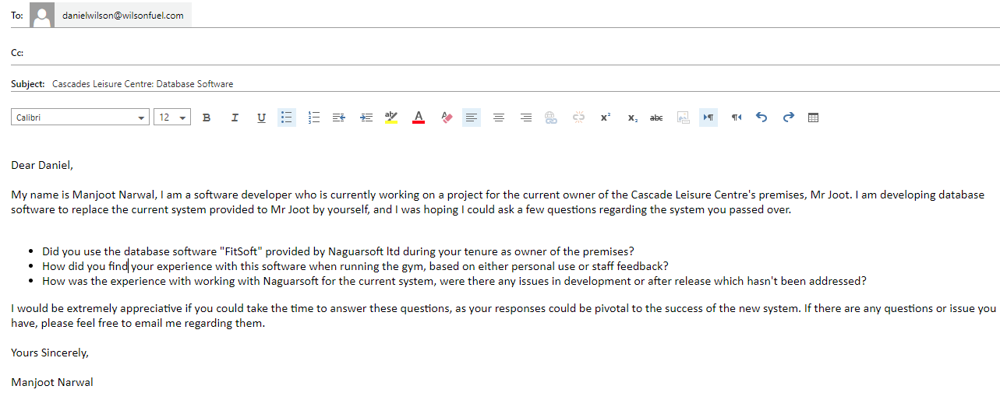 To: danielwilson@wilsonfuel.com
Cc:
Subject: Cascades Leisure Centre: Database Software
Calibri 12 B I U ab A x² x₂ abc
Dear Daniel,
My name is Manjoot Narwal, I am a software developer who is currently working on a project for the current owner of the Cascade Leisure Centre's premises, Mr Joot. I am developing database
software to replace the current system provided to Mr Joot by yourself, and I was hoping I could ask a few questions regarding the system you passed over.
• Did you use the database software "FitSoft" provided by Naguarsoft ltd during your tenure as owner of the premises?
• How did you find your experience with this software when running the gym, based on either personal use or staff feedback?
• How was the experience with working with Naguarsoft for the current system, were there any issues in development or after release which hasn't been addressed?
I would be extremely appreciative if you could take the time to answer these questions, as your responses could be pivotal to the success of the new system. If there are any questions or issue you
have, please feel free to email me regarding them.
Yours Sincerely,
Manjoot Narwal